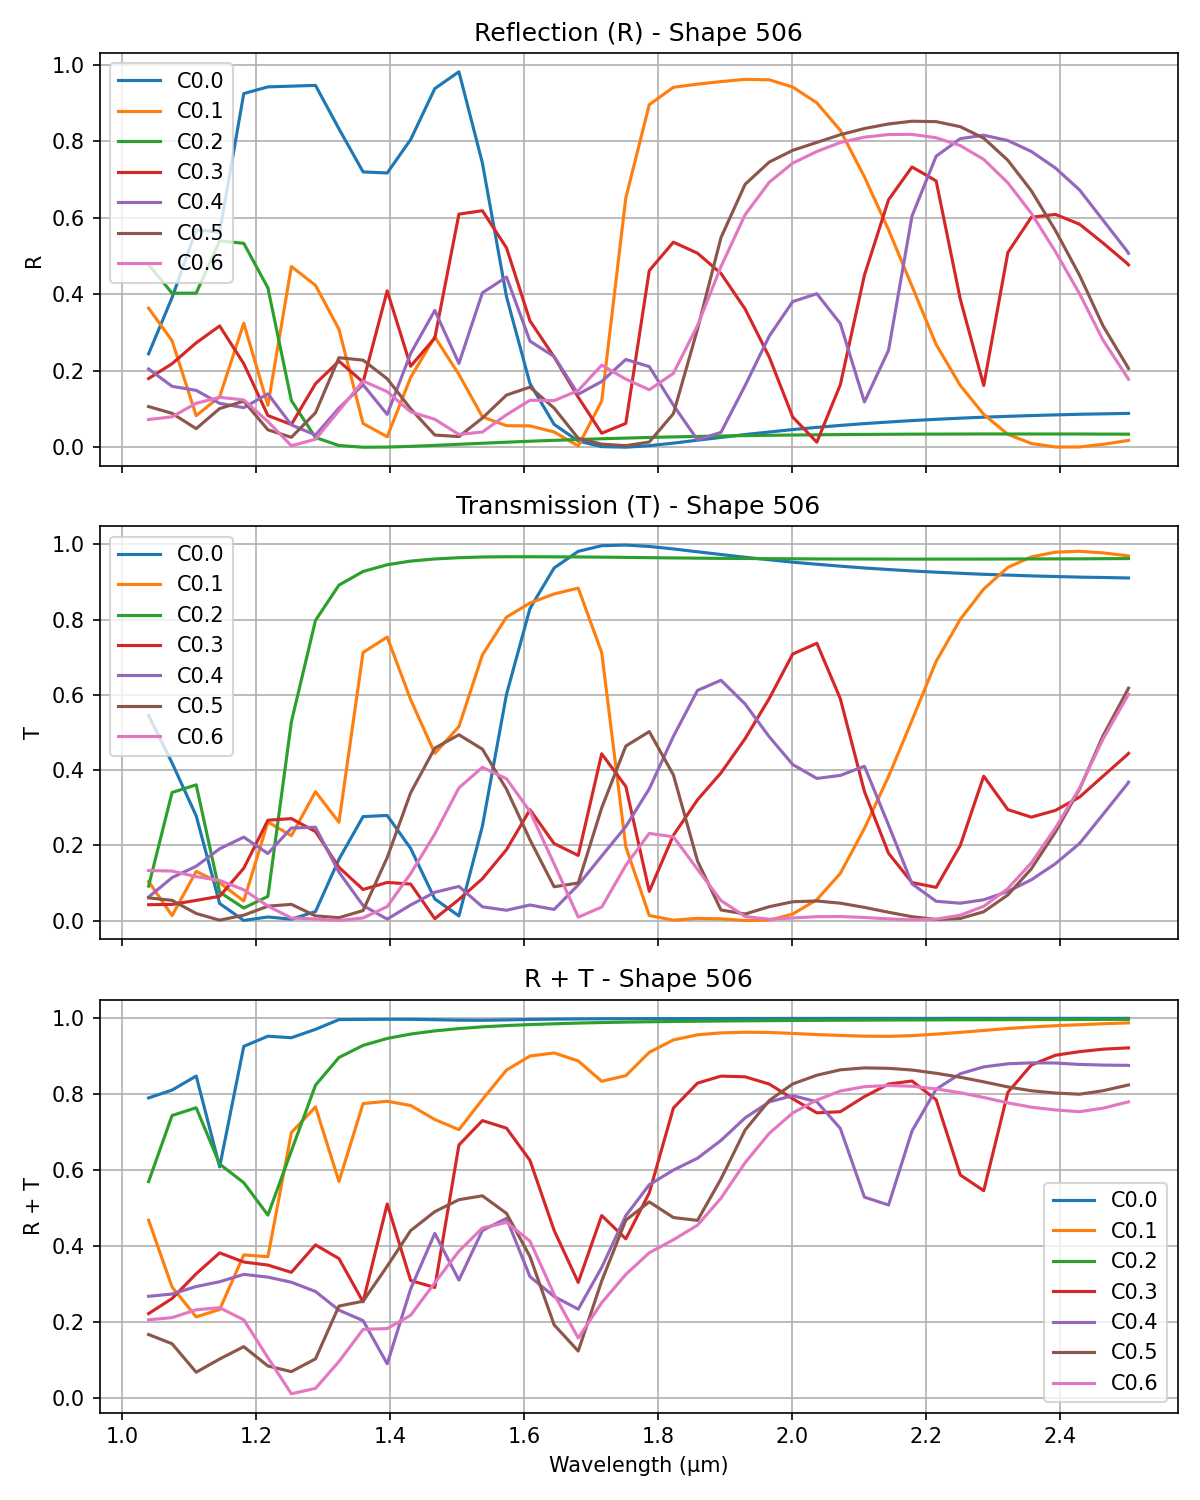 Reflection (R) - Shape 506
1.0
0.8
0.6
0.4
0.2
0.0
R
C0.0
C0.1
C0.2
C0.3
C0.4
C0.5
C0.6
Transmission (T) - Shape 506
1.0
0.8
0.6
0.4
0.2
0.0
T
C0.0
C0.1
C0.2
C0.3
C0.4
C0.5
C0.6
R + T - Shape 506
1.0
0.8
0.6
0.4
0.2
0.0
R + T
C0.0
C0.1
C0.2
C0.3
C0.4
C0.5
C0.6
1.0 1.2 1.4 1.6 1.8 2.0 2.2 2.4
Wavelength (μm)